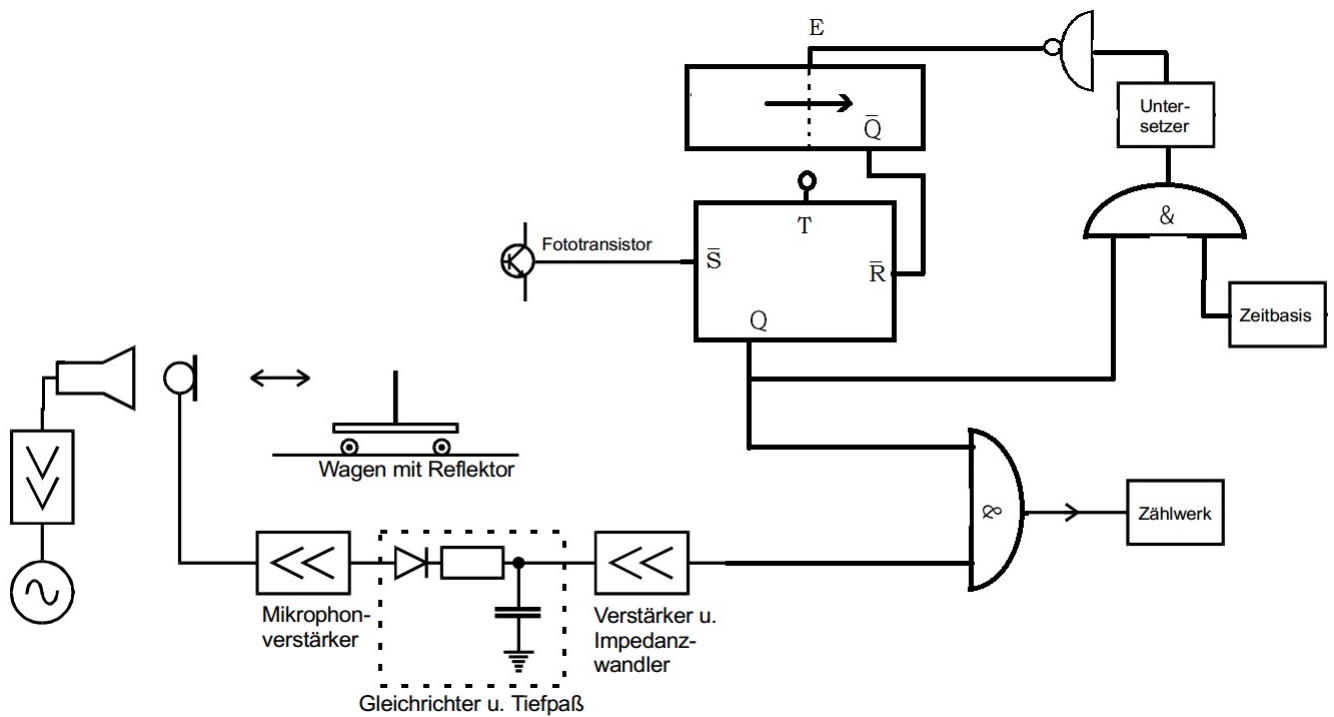 E
Q̅
Unter-
setzer
&
T
Fototransistor
S̅
R̅
Q
Zeitbasis
Wagen mit Reflektor
&
Zählwerk
Mikrophon-
verstärker
Verstärker u.
Impedanz-
wandler
Gleichrichter u. Tiefpaß